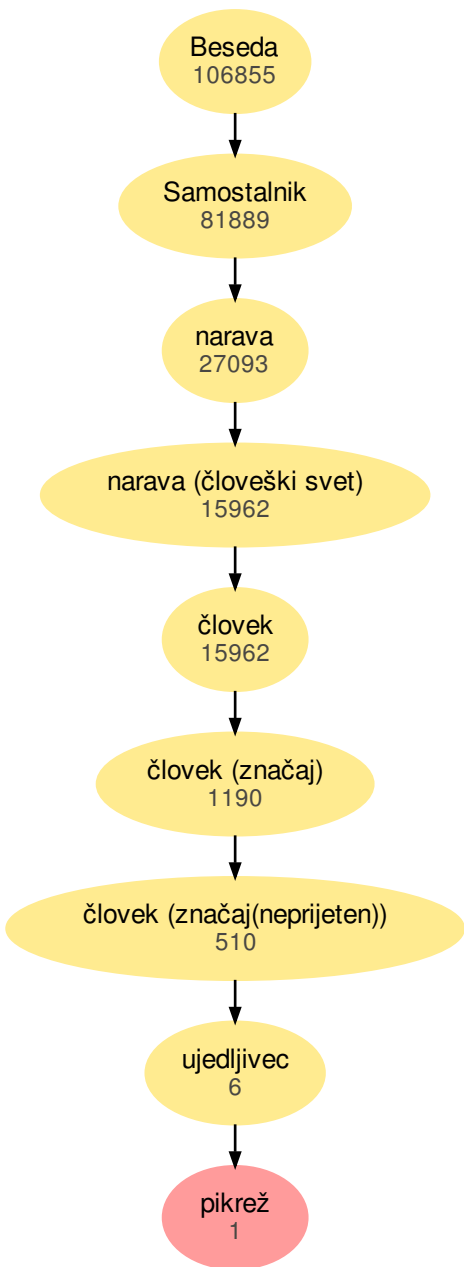 Beseda
106855
Samostalnik
81889
narava
27093
narava (človeški svet)
15962
človek
15962
človek (značaj)
1190
človek (značaj(neprijeten))
510
ujedljivec
6
pikrež
1